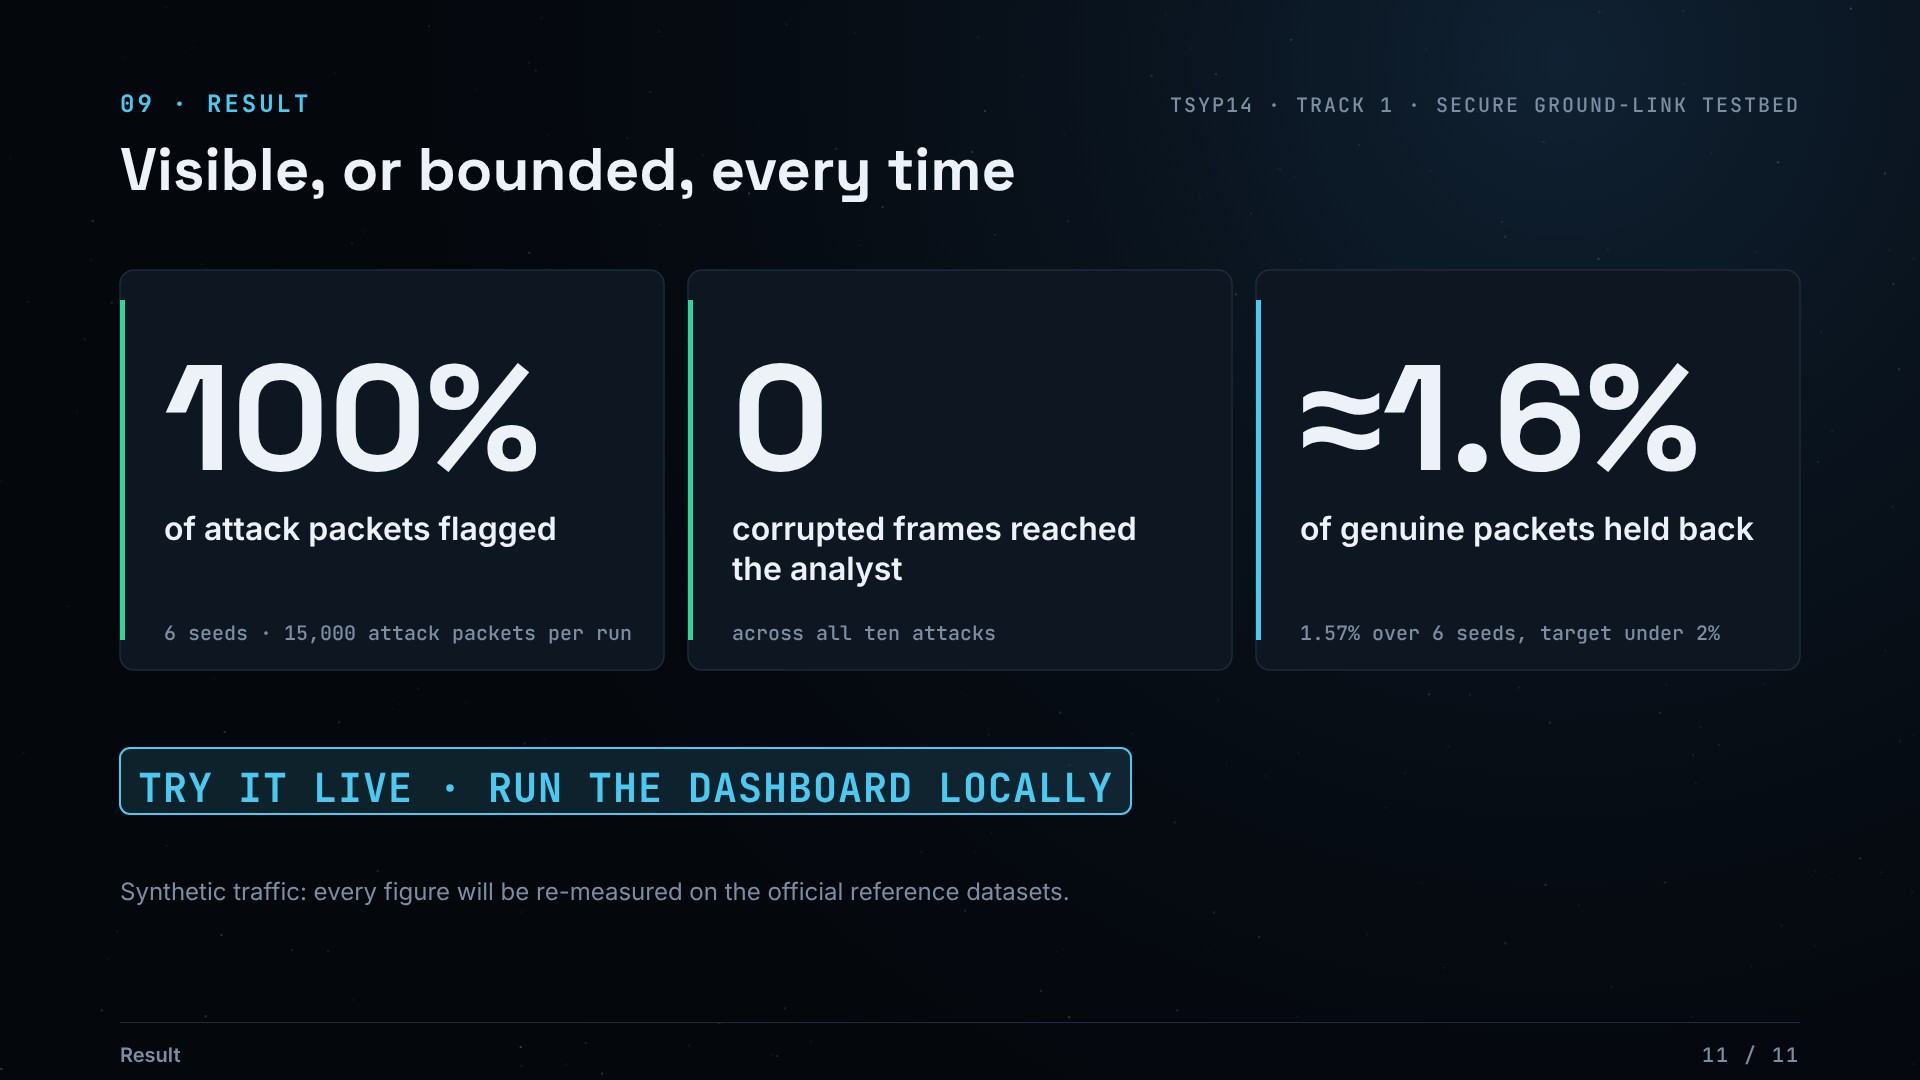 09 · RESULT
TSYP14 · TRACK 1 · SECURE GROUND-LINK TESTBED
Visible, or bounded, every time
100%
of attack packets flagged
6 seeds · 15,000 attack packets per run
0
corrupted frames reached
the analyst
across all ten attacks
≈1.6%
of genuine packets held back
1.57% over 6 seeds, target under 2%
TRY IT LIVE · RUN THE DASHBOARD LOCALLY
Synthetic traffic: every figure will be re-measured on the official reference datasets.
Result
11 / 11